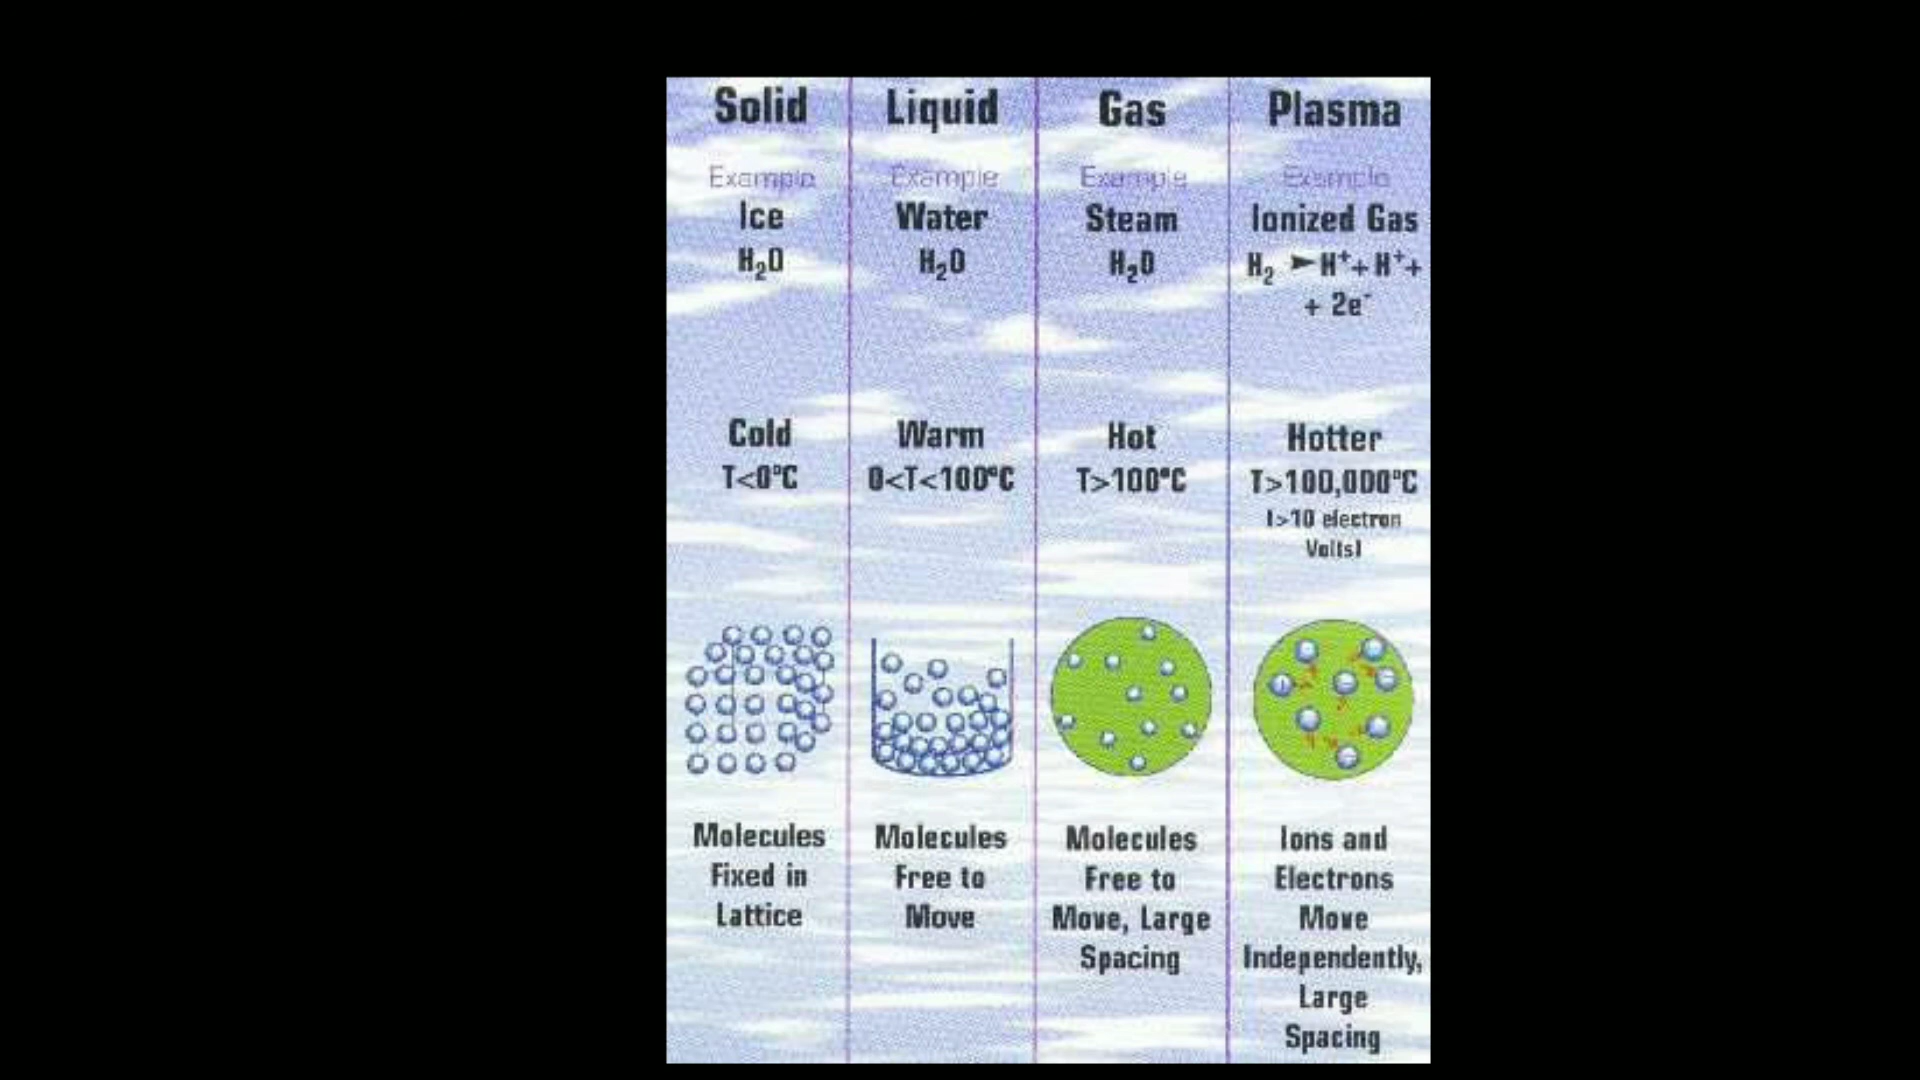 Solid
Example
Ice
H₂O
Cold
T<0°C
Molecules
Fixed in
Lattice
Liquid
Example
Water
H₂O
Warm
0<T<100°C
Molecules
Free to
Move
Gas
Example
Steam
H₂O
Hot
T>100°C
Molecules
Free to
Move, Large
Spacing
Plasma
Example
Ionized Gas
H₂ ➤H⁺+H⁺+
+ 2e⁻
Hotter
T>100,000°C
I>10 electron
Volts]
Ions and
Electrons
Move
Independently,
Large
Spacing